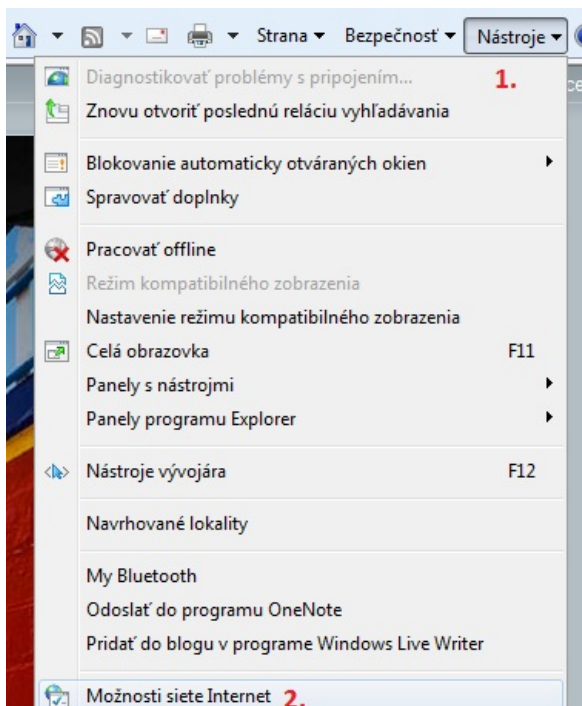 Strana Bezpečnosť Nástroje
Diagnostikovať problémy s pripojením... 1.
Znovu otvoriť poslednú reláciu vyhľadávania
Blokovanie automaticky otváraných okien
Spravovať doplnky
Pracovať offline
Režim kompatibilného zobrazenia
Nastavenie režimu kompatibilného zobrazenia
Celá obrazovka F11
Panely s nástrojmi
Panely programu Explorer
Nástroje vývojára F12
Navrhované lokality
My Bluetooth
Odoslať do programu OneNote
Pridať do blogu v programe Windows Live Writer
Možnosti siete Internet 2.